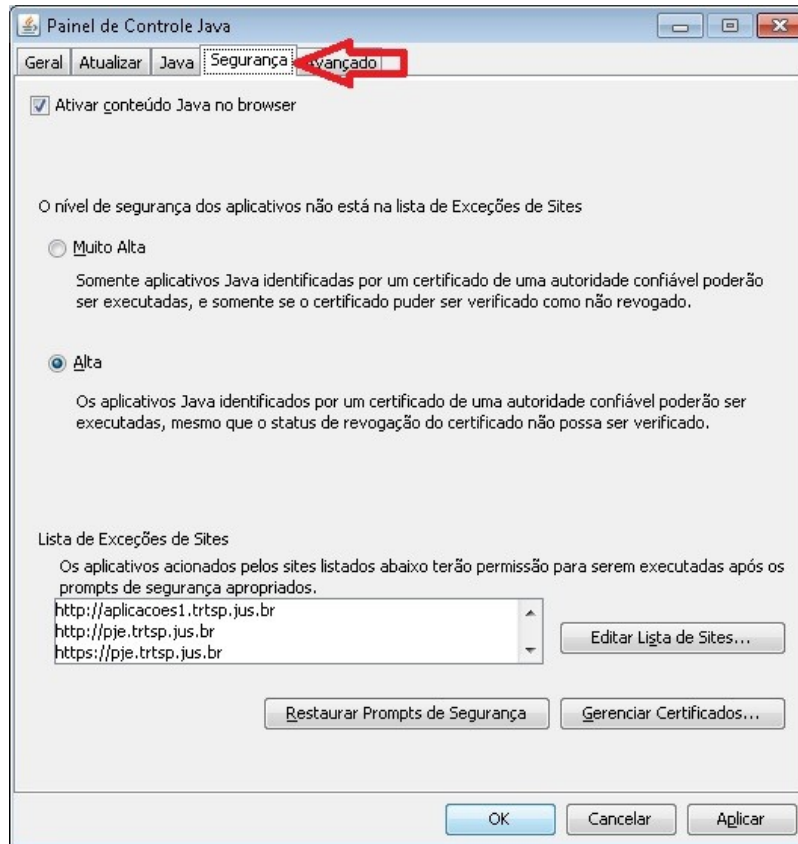 Painel de Controle Java
Geral Atualizar Java Segurança Avançado
Ativar conteúdo Java no browser
O nível de segurança dos aplicativos não está na lista de Exceções de Sites
Muito Alta
Somente aplicativos Java identificadas por um certificado de uma autoridade confiável poderão
ser executadas, e somente se o certificado puder ser verificado como não revogado.
Alta
Os aplicativos Java identificados por um certificado de uma autoridade confiável poderão ser
executadas, mesmo que o status de revogação do certificado não possa ser verificado.
Lista de Exceções de Sites
Os aplicativos acionados pelos sites listados abaixo terão permissão para serem executadas após os
prompts de segurança apropriados.
http://aplicacoes1.trtsp.jus.br
http://pje.trtsp.jus.br
https://pje.trtsp.jus.br
Editar Lista de Sites...
Restaurar Prompts de Segurança Gerenciar Certificados...
OK Cancelar Aplicar